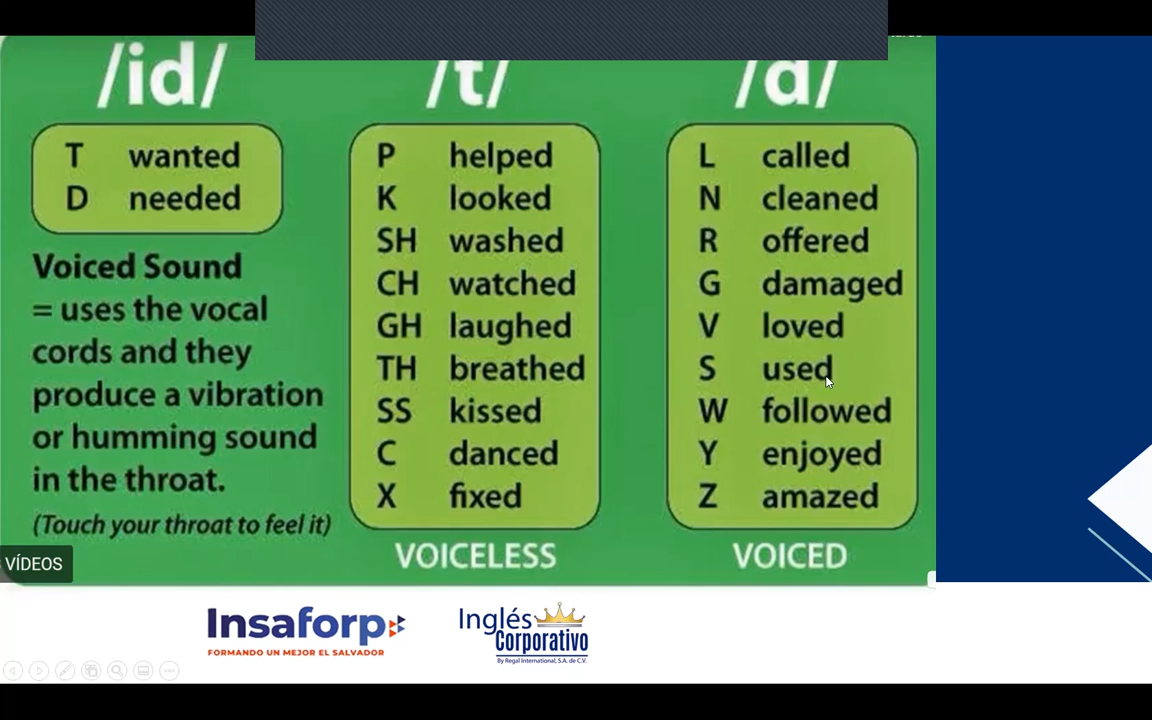 /id/
T wanted
D needed
Voiced Sound
= uses the vocal
cords and they
produce a vibration
or humming sound
in the throat.
(Touch your throat to feel it)
/t/
P helped
K looked
SH washed
CH watched
GH laughed
TH breathed
SS kissed
C danced
X fixed
VOICELESS
/d/
L called
N cleaned
R offered
G damaged
V loved
S used
W followed
Y enjoyed
Z amazed
VOICED
VÍDEOS
Insaforp
FORMANDO UN MEJOR EL SALVADOR
Inglés
Corporativo
By Regal International, S.A. de C.V.